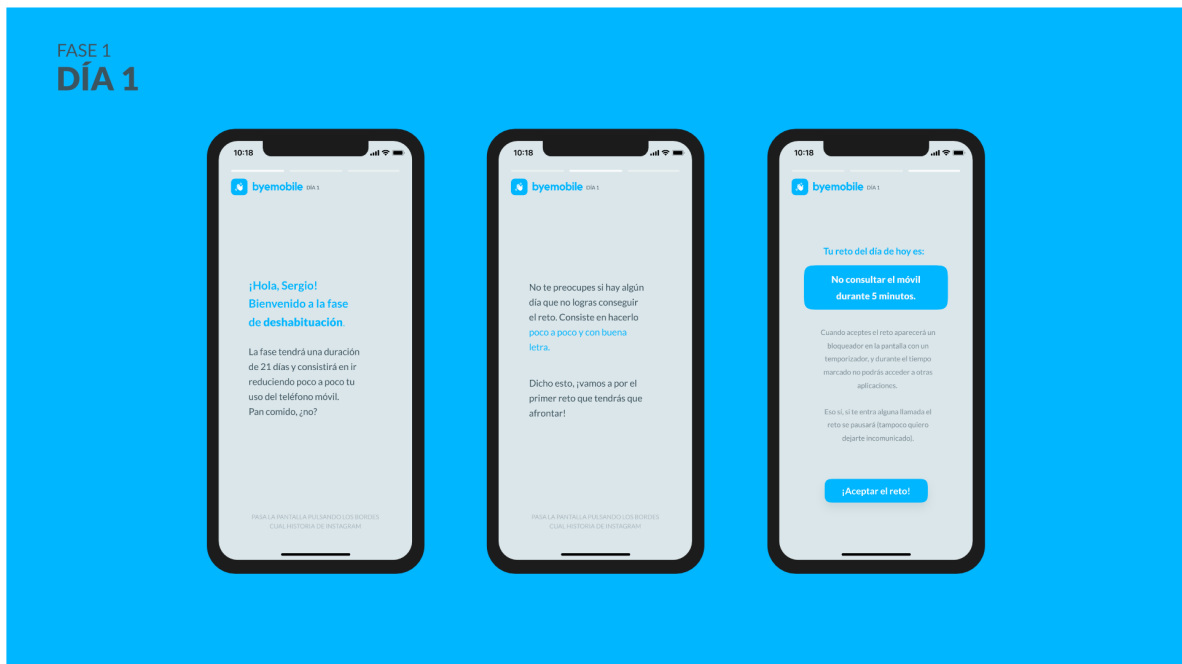 FASE 1
DÍA 1
10:18
byemobile DÍA 1
¡Hola, Sergio!
Bienvenido a la fase
de deshabituación.
La fase tendrá una duración
de 21 días y consistirá en ir
reduciendo poco a poco tu
uso del teléfono móvil.
Pan comido, ¿no?
PASA LA PANTALLA PULSANDO LOS BORDES
CUAL HISTORIA DE INSTAGRAM
10:18
byemobile DÍA 1
No te preocupes si hay algún
día que no logras conseguir
el reto. Consiste en hacerlo
poco a poco y con buena
letra.
Dicho esto, ¡vamos a por el
primer reto que tendrás que
afrontar!
PASA LA PANTALLA PULSANDO LOS BORDES
CUAL HISTORIA DE INSTAGRAM
10:18
byemobile DÍA 1
Tu reto del día de hoy es:
No consultar el móvil
durante 5 minutos.
Cuando aceptes el reto aparecerá un
bloqueador en la pantalla con un
temporizador, y durante el tiempo
marcado no podrás acceder a otras
aplicaciones.
Eso sí, si te entra alguna llamada el
reto se pausará (tampoco quiero
dejarte incomunicado).
¡Aceptar el reto!